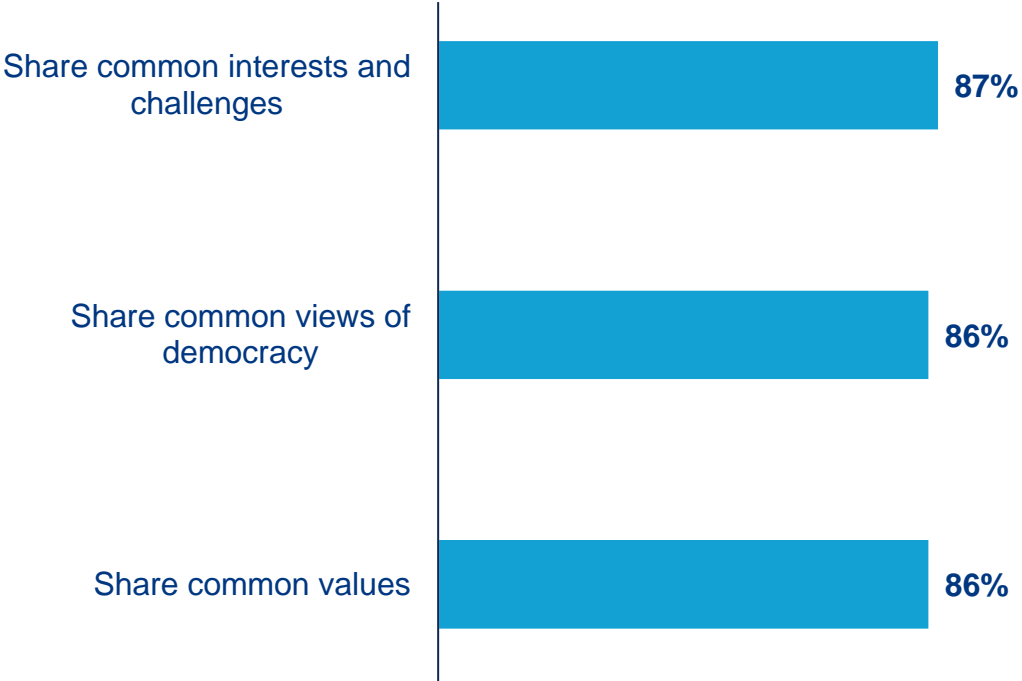 Share common interests and
challenges
87%
Share common views of
democracy
86%
Share common values
86%